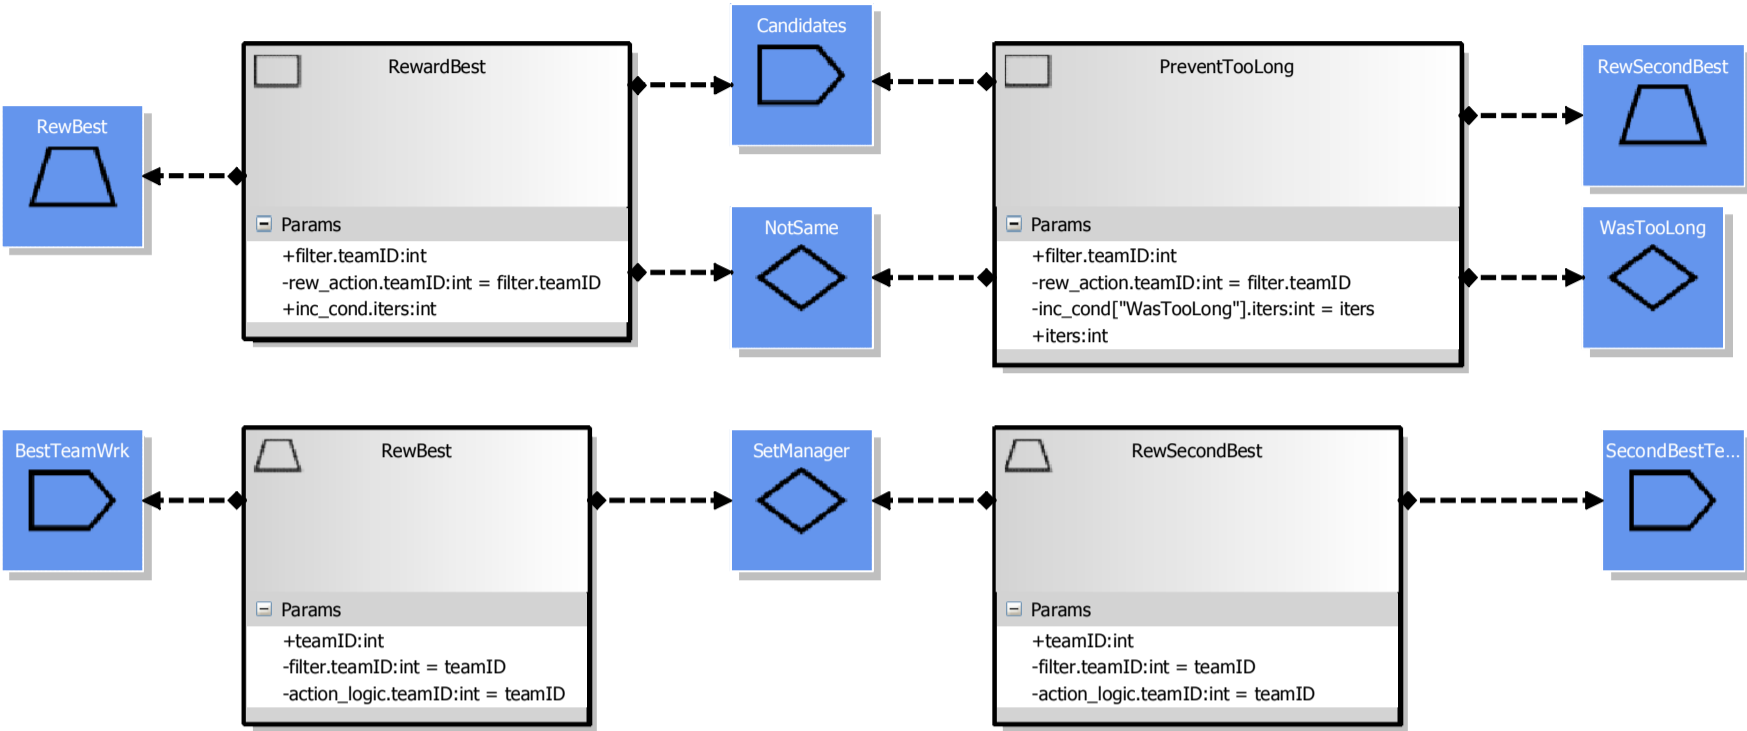 Candidates
RewardBest
PreventTooLong
RewSecondBest
RewBest
Params
+filter.teamID:int
-rew_action.teamID:int = filter.teamID
+inc_cond.iters:int
NotSame
Params
+filter.teamID:int
-rew_action.teamID:int = filter.teamID
-inc_cond["WasTooLong"].iters:int = iters
+iters:int
WasTooLong
BestTeamWrk
RewBest
Params
+teamID:int
-filter.teamID:int = teamID
-action_logic.teamID:int = teamID
SetManager
RewSecondBest
Params
+teamID:int
-filter.teamID:int = teamID
-action_logic.teamID:int = teamID
SecondBestTe...